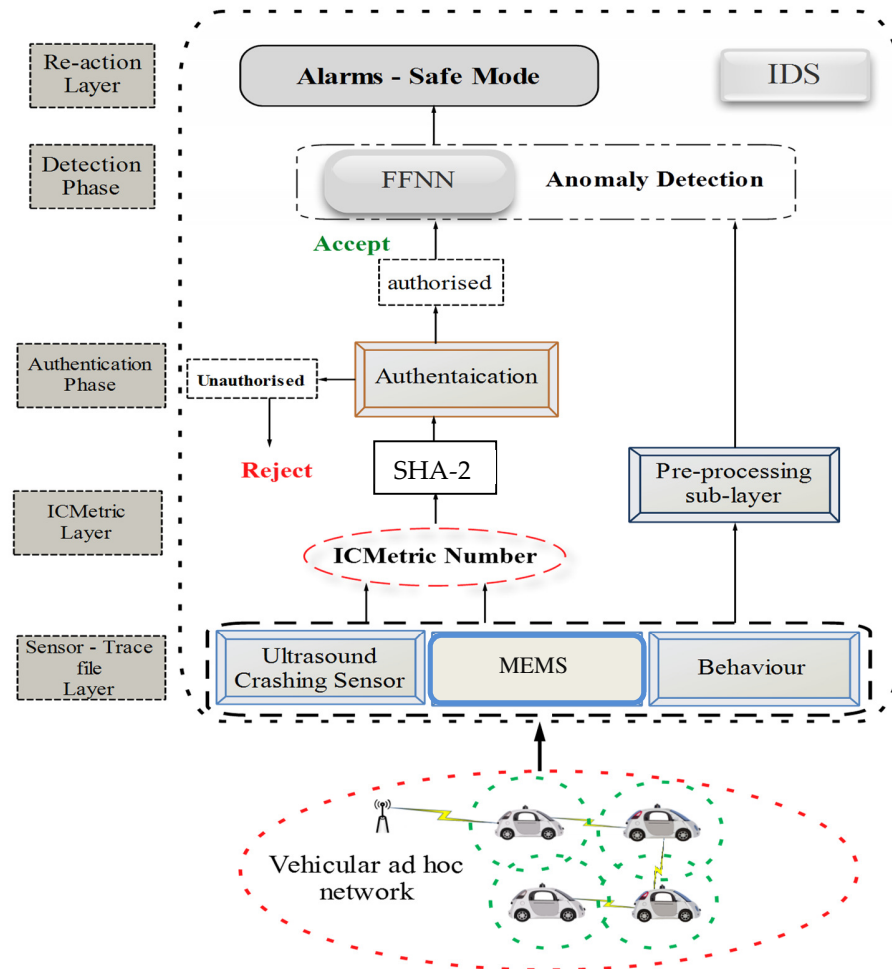 Re-action
Layer
Alarms - Safe Mode
IDS
Detection
Phase
FFNN
Anomaly Detection
Accept
authorised
Authentication
Phase
Unauthorised
Authentaication
Reject
SHA-2
Pre-processing
sub-layer
ICMetric
Layer
ICMetric Number
Sensor - Trace
file
Layer
Ultrasound
Crashing Sensor
MEMS
Behaviour
Vehicular ad hoc
network